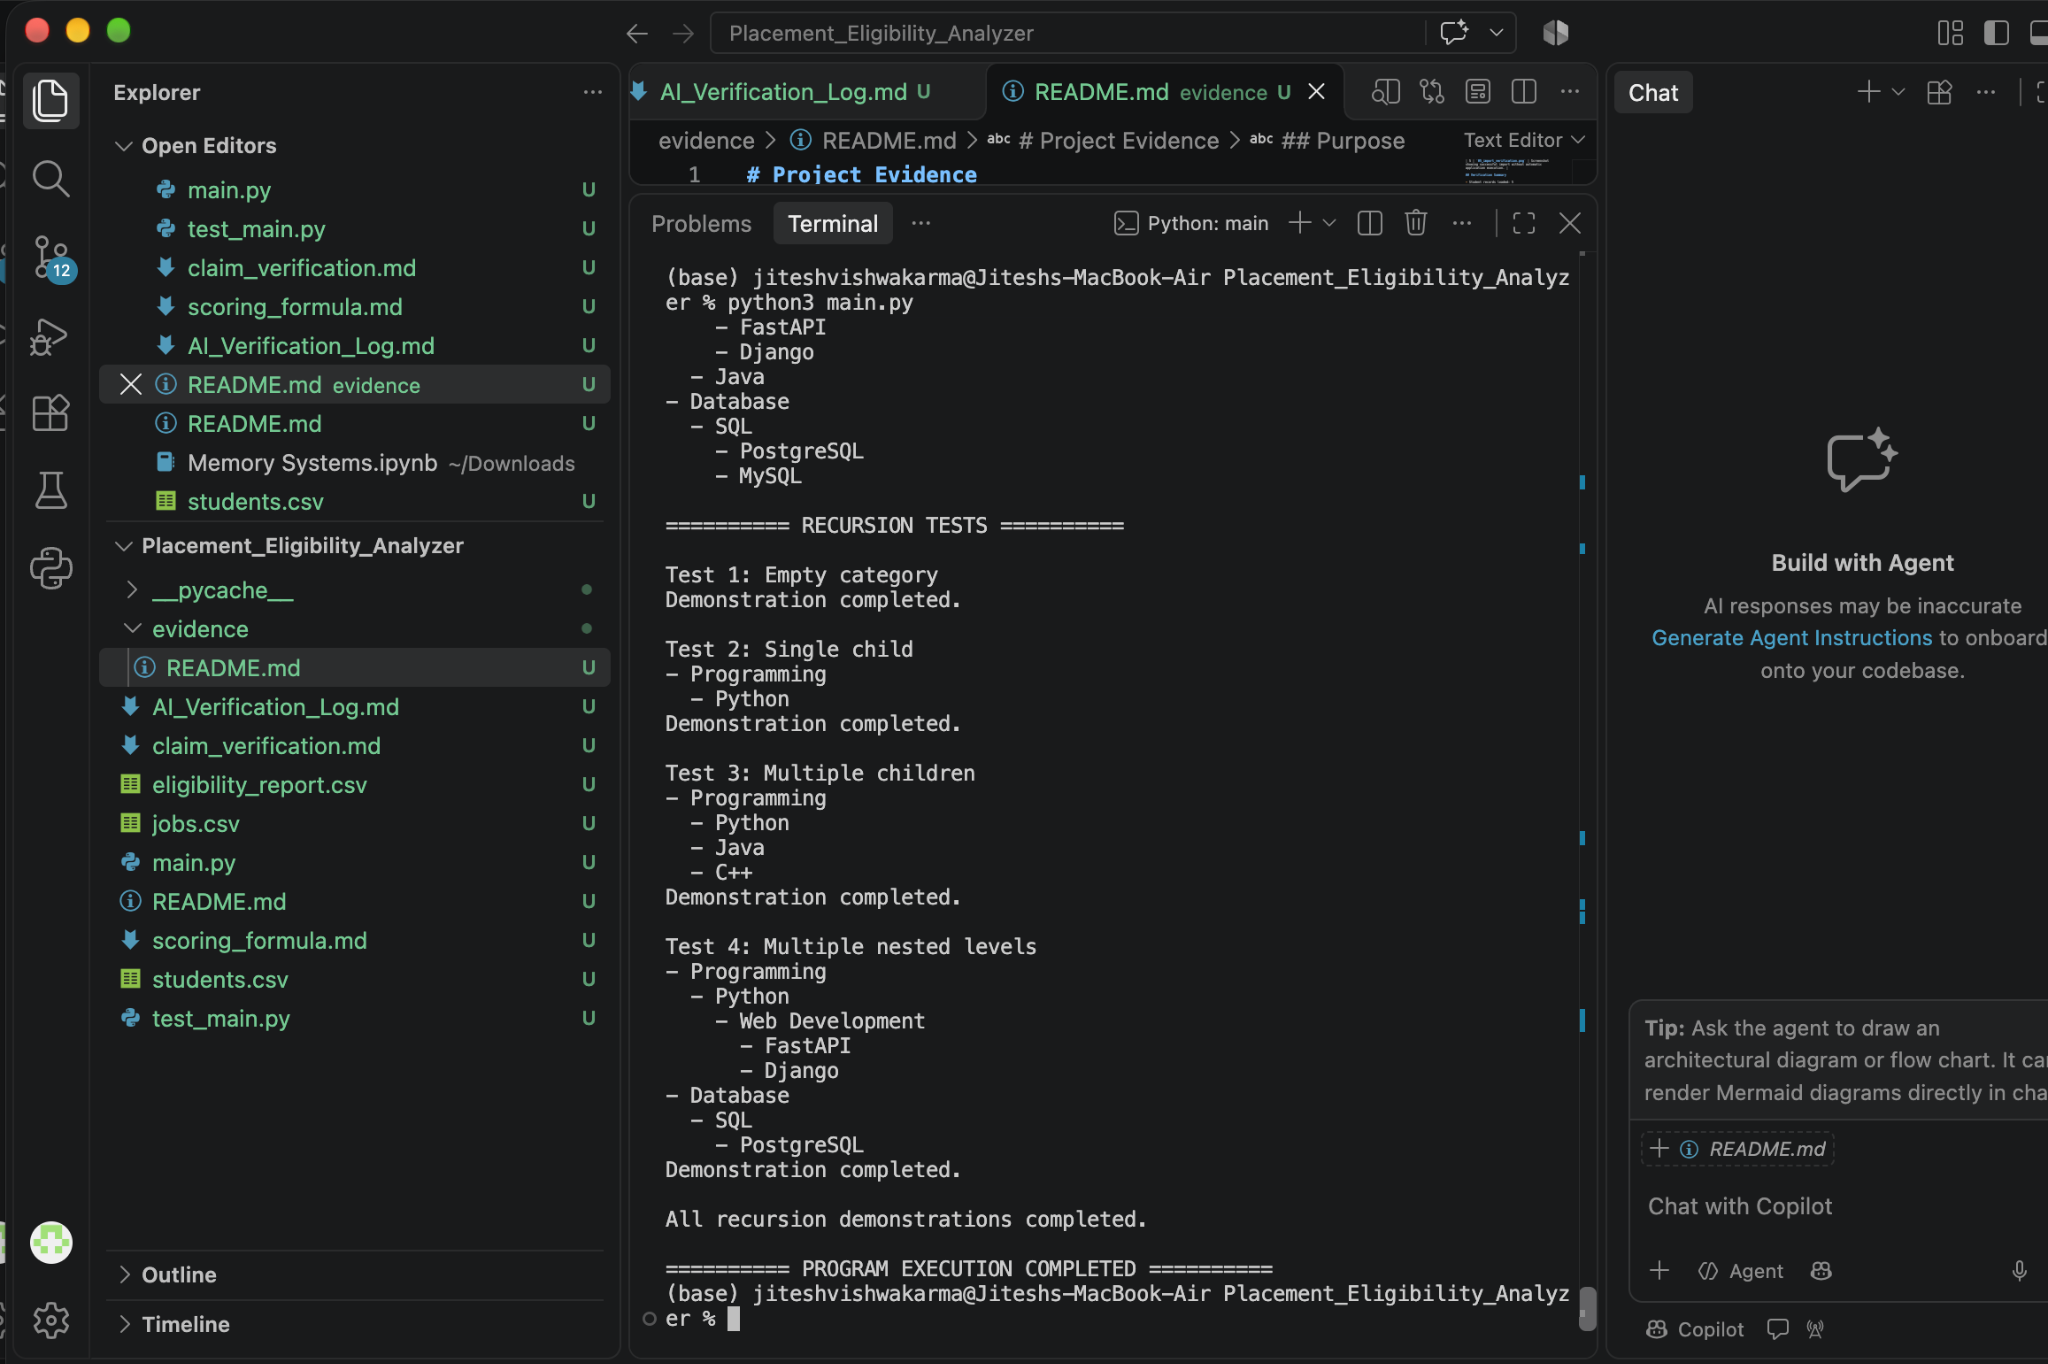 Placement_Eligibility_Analyzer
Explorer
Open Editors
main.py U
test_main.py U
claim_verification.md U
scoring_formula.md U
AI_Verification_Log.md U
README.md evidence U
README.md U
Memory Systems.ipynb ~/Downloads
students.csv U
12
Placement_Eligibility_Analyzer
__pycache__
evidence
README.md U
AI_Verification_Log.md U
claim_verification.md U
eligibility_report.csv U
jobs.csv U
main.py U
README.md U
scoring_formula.md U
students.csv U
test_main.py U
Outline
Timeline
AI_Verification_Log.md U
README.md evidence U
evidence > README.md > abc # Project Evidence > abc ## Purpose
Text Editor
1 # Project Evidence
Problems
Terminal
Python: main
(base) jiteshvishwakarma@Jiteshs-MacBook-Air Placement_Eligibility_Analyz
er % python3 main.py
- FastAPI
- Django
- Java
- Database
- SQL
- PostgreSQL
- MySQL
========== RECURSION TESTS ==========
Test 1: Empty category
Demonstration completed.
Test 2: Single child
- Programming
- Python
Demonstration completed.
Test 3: Multiple children
- Programming
- Python
- Java
- C++
Demonstration completed.
Test 4: Multiple nested levels
- Programming
- Python
- Web Development
- FastAPI
- Django
- Database
- SQL
- PostgreSQL
Demonstration completed.
All recursion demonstrations completed.
========== PROGRAM EXECUTION COMPLETED ==========
(base) jiteshvishwakarma@Jiteshs-MacBook-Air Placement_Eligibility_Analyz
er %
Chat
Build with Agent
AI responses may be inaccurate
Generate Agent Instructions to onboard
onto your codebase.
Tip: Ask the agent to draw an
architectural diagram or flow chart. It ca
render Mermaid diagrams directly in cha
README.md
Chat with Copilot
Agent
Copilot